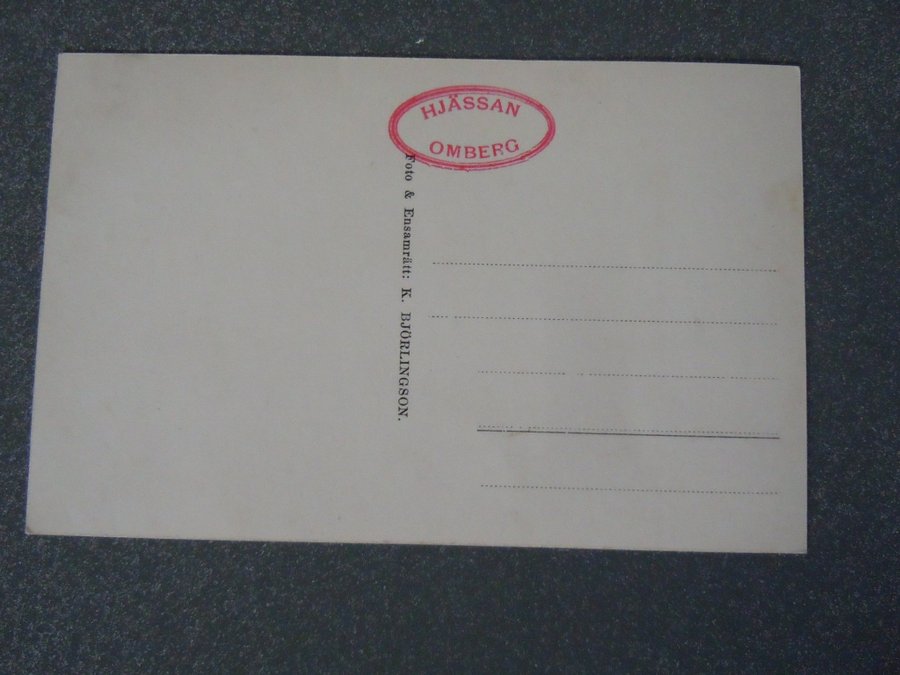 HJÄSSAN
OMBERG
Foto & Ensamrätt: K. BJÖRLINGSON.